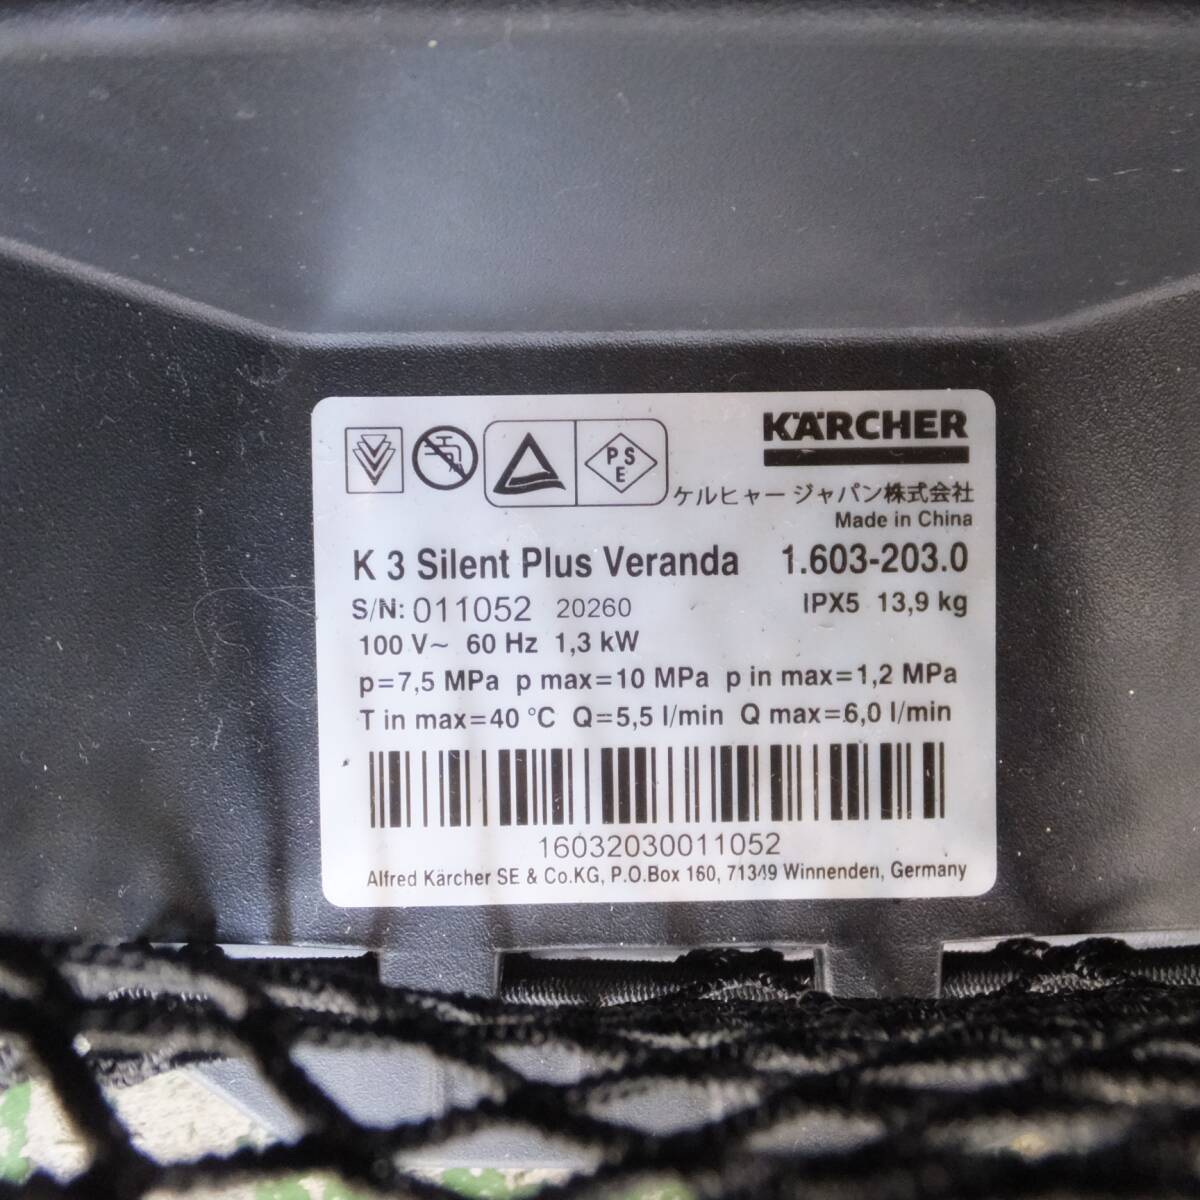 KÄRCHER
P S
E
ケルヒャー ジャパン株式会社
Made in China
K 3 Silent Plus Veranda 1.603-203.0
S/N: 011052 20260 IPX5 13,9 kg
100 V~ 60 Hz 1,3 kW
p=7,5 MPa p max=10 MPa p in max=1,2 MPa
T in max=40 °C Q=5,5 l/min Q max=6,0 l/min
16032030011052
Alfred Kärcher SE & Co.KG, P.O.Box 160, 71349 Winnenden, Germany